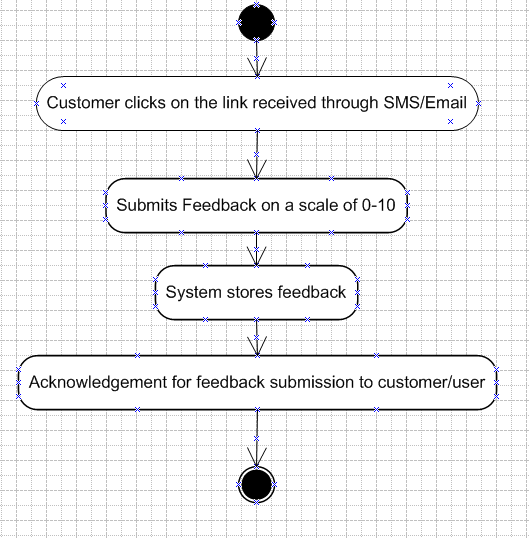 Customer clicks on the link received through SMS/Email
Submits Feedback on a scale of 0-10
System stores feedback
Acknowledgement for feedback submission to customer/user